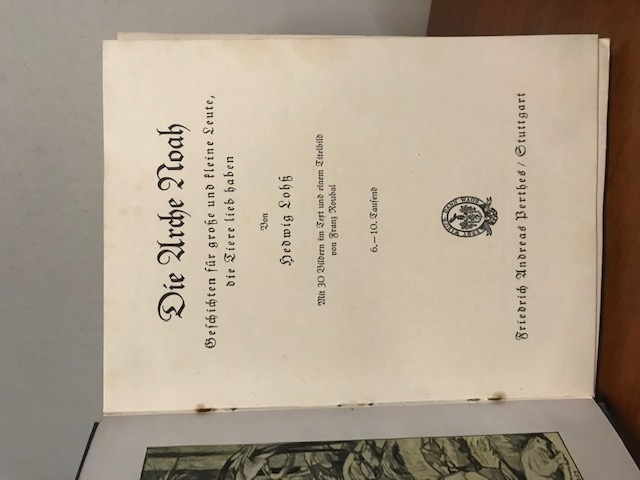 Die Arche Noah
Geschichten für große und kleine Leute,
die Tiere lieb haben
Von
Hedwig Lohß
Mit 30 Bildern im Text und einem Titelbild
von Franz Roubal
6.–10. Tausend
Friedrich Andreas Perthes / Stuttgart